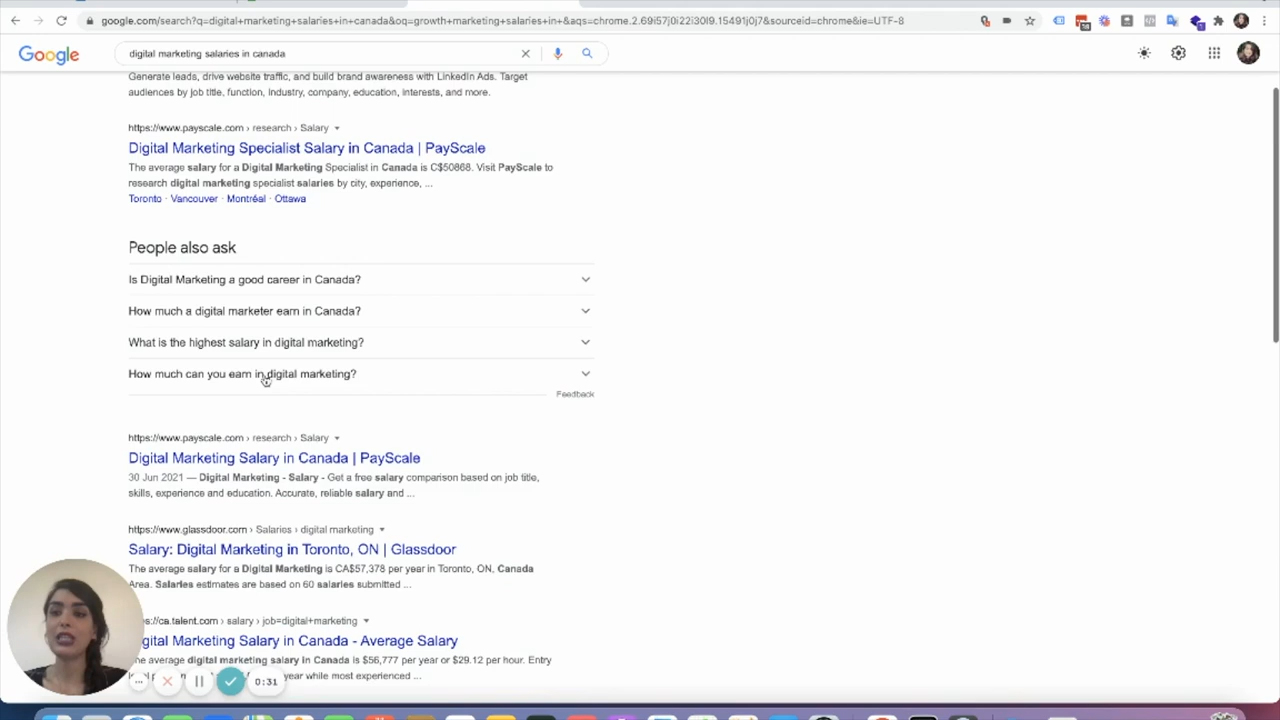 google.com/search?q=digital+marketing+salaries+in+canada&oq=growth+marketing+salaries+in+&aqs=chrome.2.69i57j0i22i30l9.15491j0j7&sourceid=chrome&ie=UTF-8
Google
digital marketing salaries in canada
Generate leads, drive website traffic, and build brand awareness with LinkedIn Ads. Target
audiences by job title, function, industry, company, education, interests, and more.
https://www.payscale.com › research › Salary
Digital Marketing Specialist Salary in Canada | PayScale
The average salary for a Digital Marketing Specialist in Canada is C$50868. Visit PayScale to
research digital marketing specialist salaries by city, experience, ...
Toronto · Vancouver · Montréal · Ottawa
People also ask
Is Digital Marketing a good career in Canada?
How much a digital marketer earn in Canada?
What is the highest salary in digital marketing?
How much can you earn in digital marketing?
Feedback
https://www.payscale.com › research › Salary
Digital Marketing Salary in Canada | PayScale
30 Jun 2021 — Digital Marketing - Salary - Get a free salary comparison based on job title,
skills, experience and education. Accurate, reliable salary and ...
https://www.glassdoor.com › Salaries › digital marketing
Salary: Digital Marketing in Toronto, ON | Glassdoor
The average salary for a Digital Marketing is CA$57,378 per year in Toronto, ON. Canada
Area. Salaries estimates are based on 60 salaries submitted ...
ca.talent.com › salary › job=digital+marketing
gital Marketing Salary in Canada - Average Salary
he average digital marketing salary in Canada is $56,777 per year or $29.12 per hour. Entry
year while most experienced ...
0:31